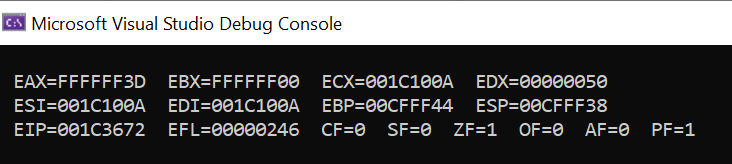 C:\ Microsoft Visual Studio Debug Console
EAX=FFFFFF3D EBX=FFFFFF00 ECX=001C100A EDX=00000050
ESI=001C100A EDI=001C100A EBP=00CFFF44 ESP=00CFFF38
EIP=001C3672 EFL=00000246 CF=0 SF=0 ZF=1 OF=0 AF=0 PF=1